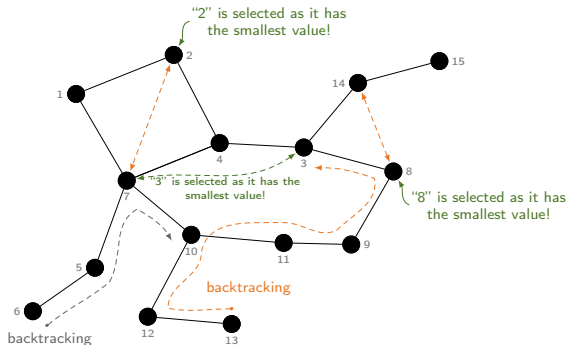 “2” is selected as it has
the smallest value!
2
15
14
1
4
3
8
“3” is selected as it has the
smallest value!
7
“8” is selected as it has
the smallest value!
10
11
9
5
backtracking
6
12
13
backtracking